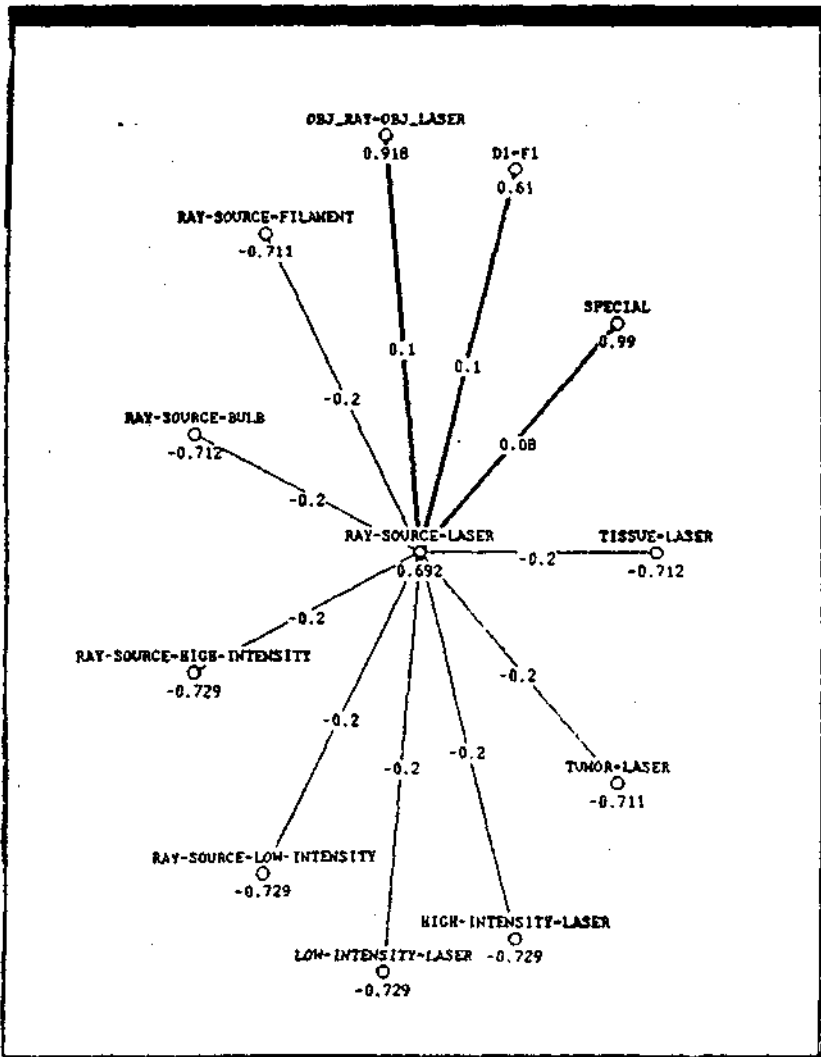 OBJ_RAY=OBJ_LASER
0.918
D1=F1
0.61
RAY-SOURCE=FILAMENT
-0.711
SPECIAL
0.99
0.1
0.1
-0.2
RAY-SOURCE=BULB
-0.712
0.08
-0.2
RAY-SOURCE=LASER
0.692
TISSUE=LASER
-0.2
-0.712
-0.2
RAY-SOURCE=HIGH-INTENSITY
-0.729
-0.2
-0.2
-0.2
-0.2
TUMOR=LASER
-0.711
RAY-SOURCE=LOW-INTENSITY
-0.729
HIGH-INTENSITY=LASER
-0.729
LOW-INTENSITY=LASER
-0.729